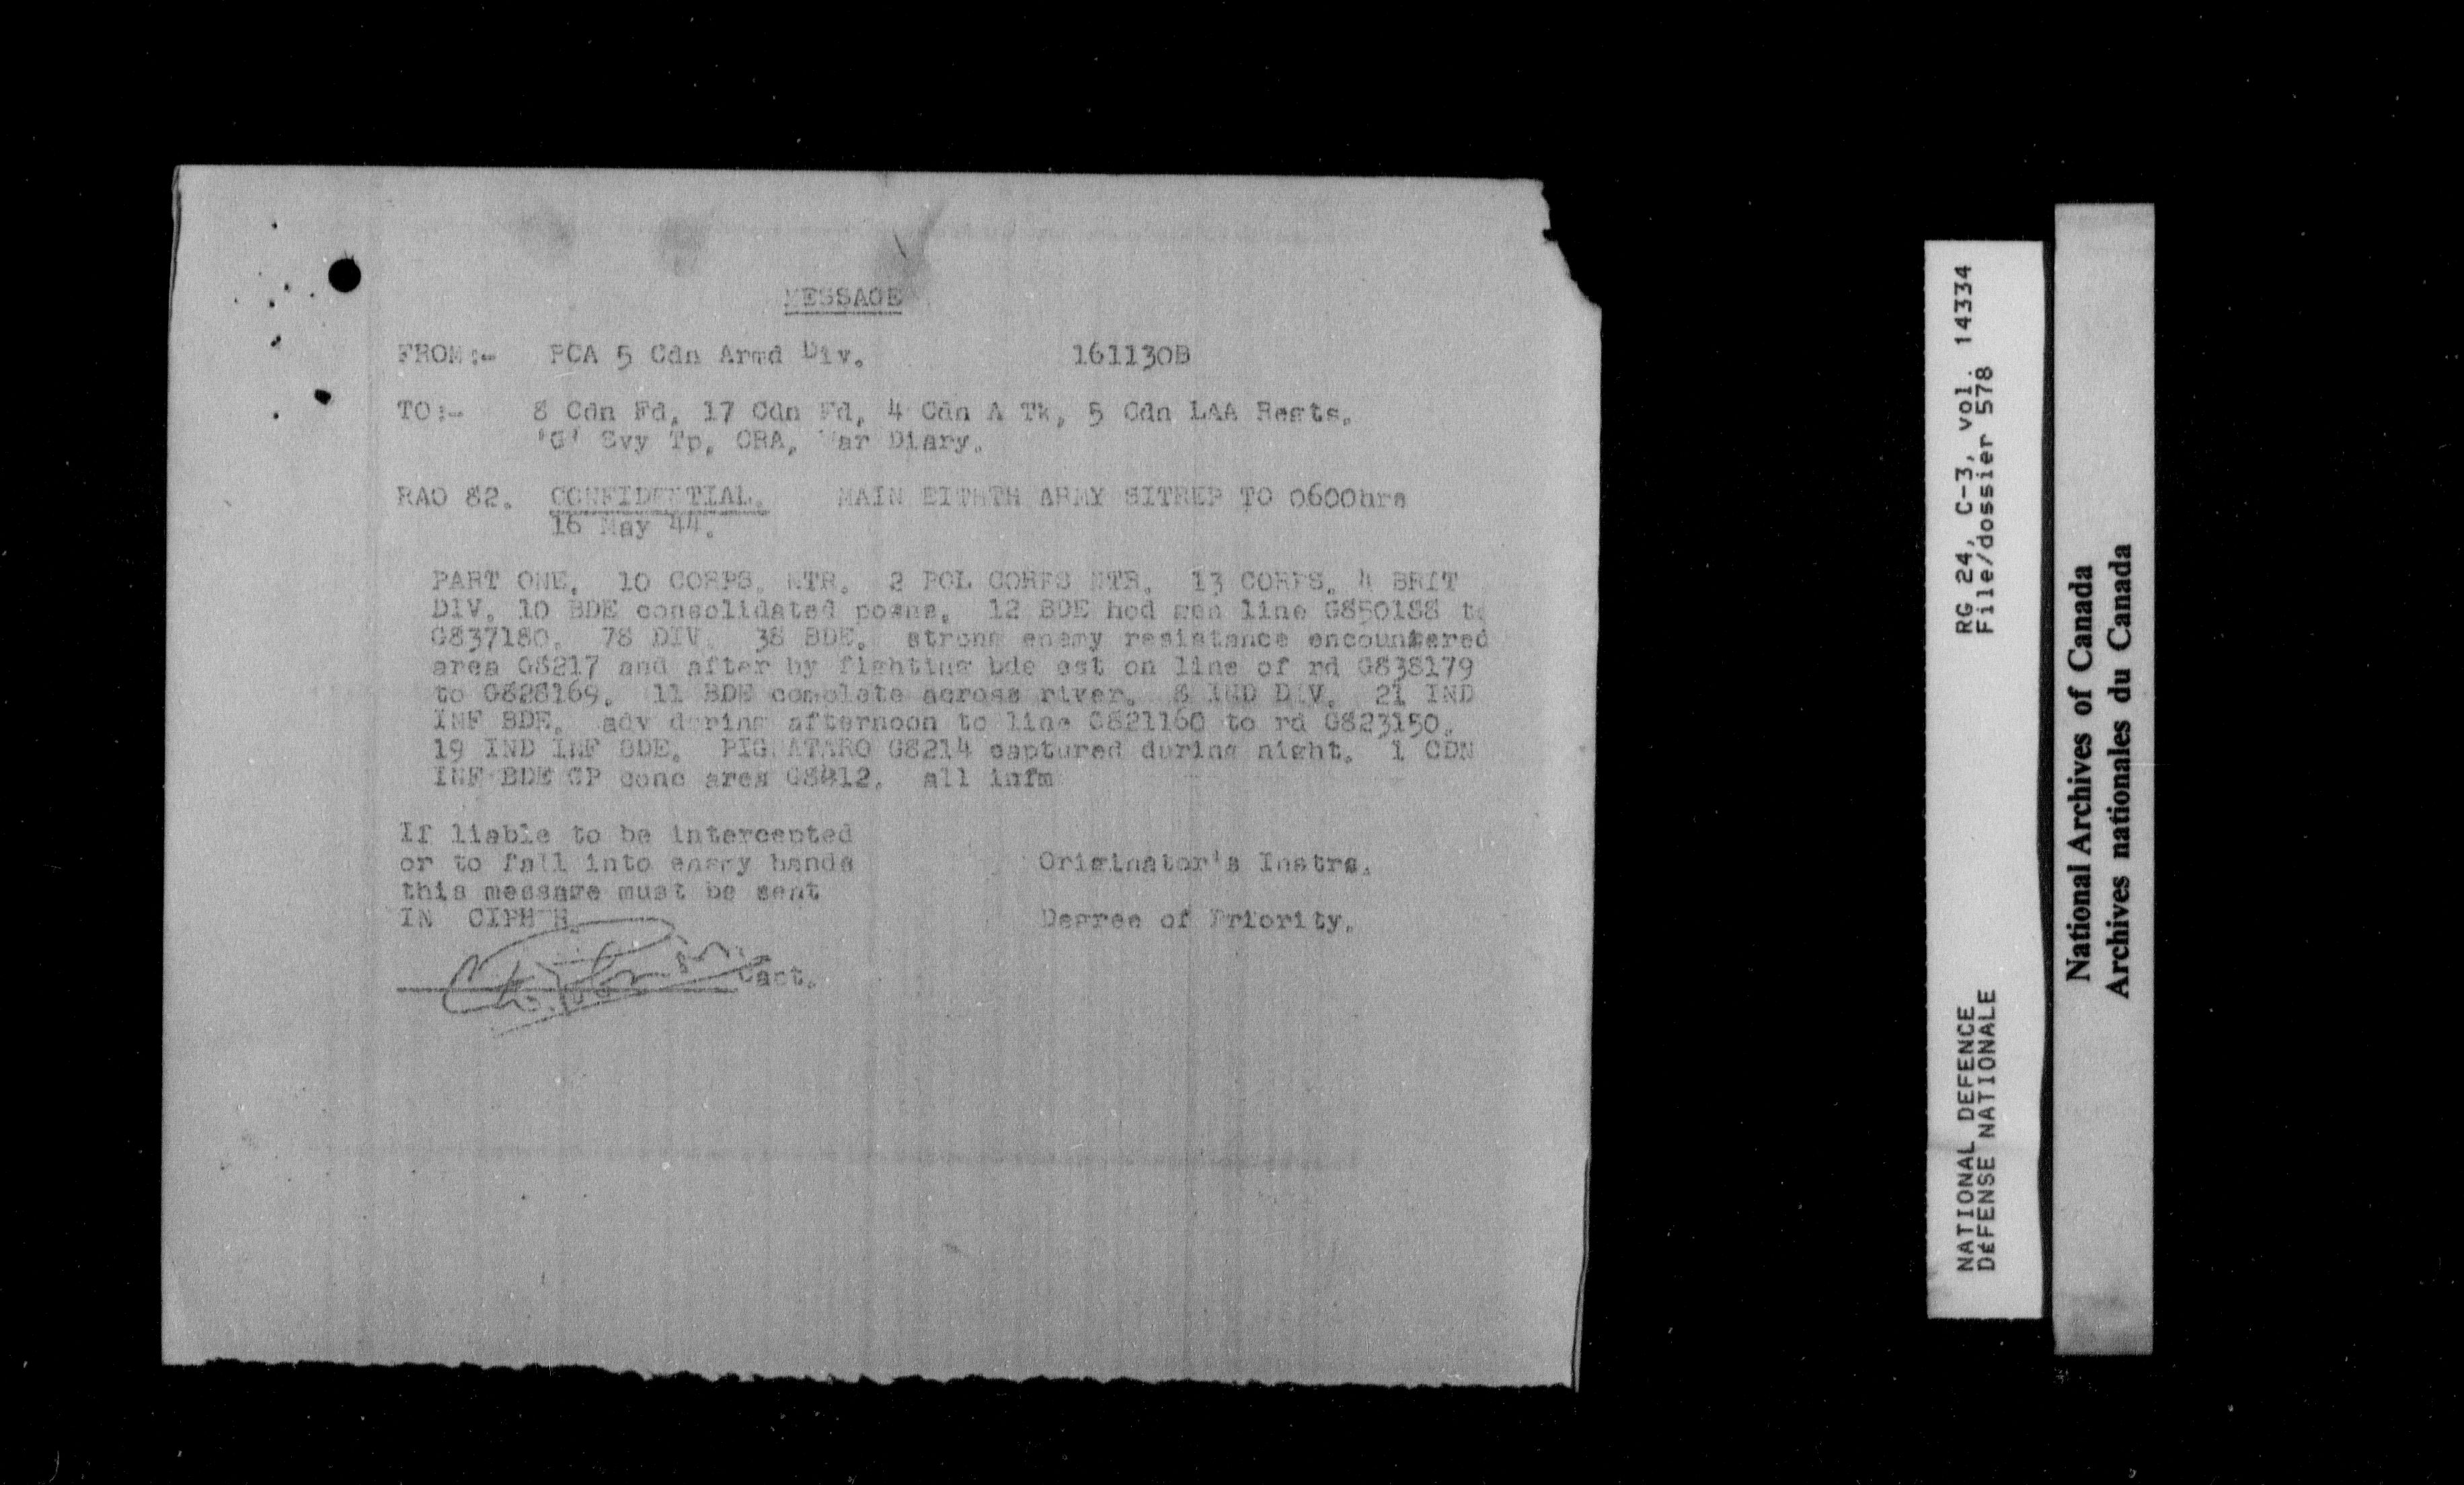 MESSAGE
FROM:- RCA 5 Cdn Armd Div. 161130B
TO:- 8 Cdn Fd, 17 Cdn Fd, 4 Cdn A Tk, 5 Cdn LAA Regts.
'G' Svy Tp, CRA, War Diary.
RAO 82. CONFIDENTIAL. MAIN EITHTH ARMY SITREP TO 0600hrs
16 May 44.
PART ONE. 10 CORPS. NTR. 2 POL CORPS NTR. 13 CORPS. 4 BRIT
DIV. 10 BDE consolidated posns. 12 BDE gen line G850188 to
G837180. 78 DIV. 38 BDE. strong enemy resistance encountered
area G8217 and after hy fighting bde est on line of rd G838179
to G828169. 11 BDE complete across river. 8 IND DIV. 21 IND
INF BDE. adv during afternoon to line G821160 to rd G823150.
19 IND INF BDE. PIGNATARO G8214 captured during night. 1 CDN
INF BDE GP conc area all infm
If liable to be intercepted
or to fall into enemy hands Originator's Instrs.
this message must be sent
IN CIPHER. Degree of Priority.
Capt.
RG 24, C-3, vol. 14334
File/dossier 578
NATIONAL DEFENCE
DÉFENSE NATIONALE
National Archives of Canada
Archives nationales du Canada